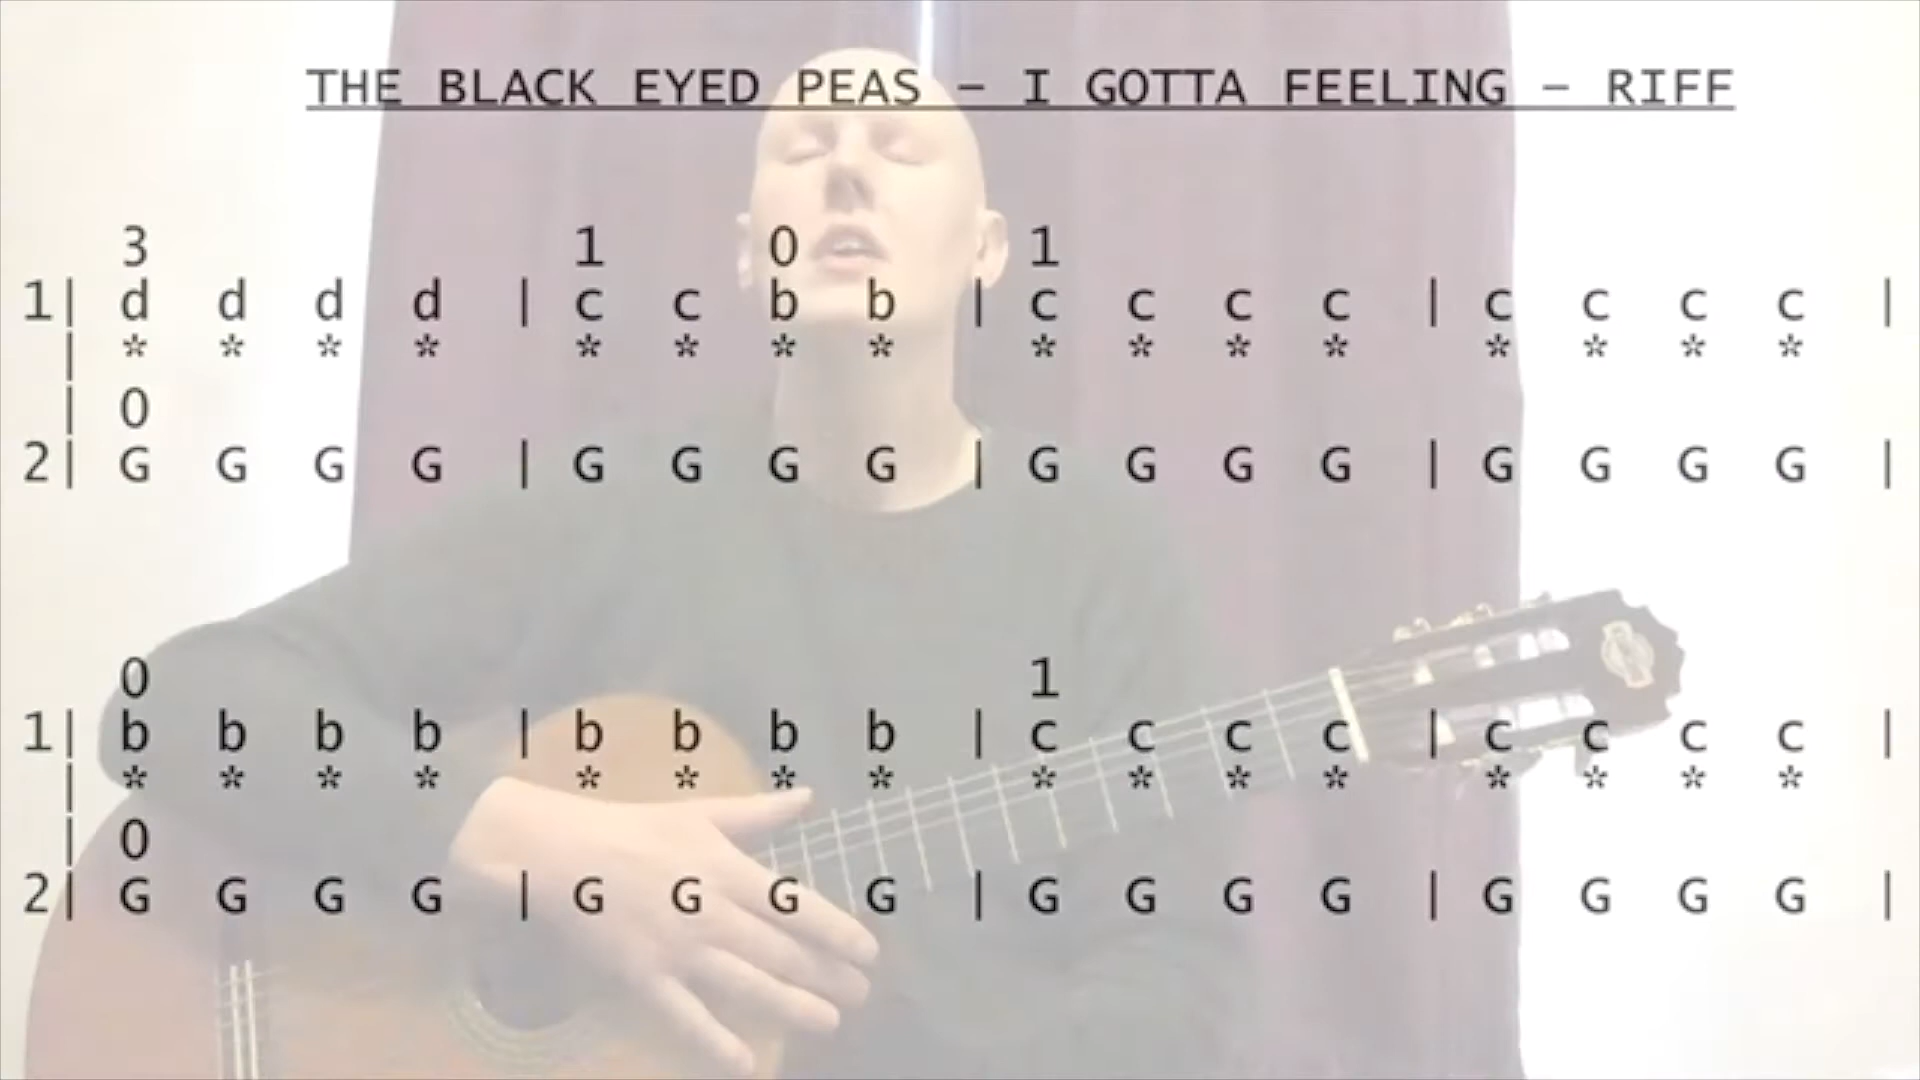 THE BLACK EYED PEAS – I GOTTA FEELING – RIFF
3 1 0 1
1| d d d d | c c b b | c c c c | c c c c |
| * * * * * * * * * * * * * * * *
| 0
2| G G G G | G G G G | G G G G | G G G G |
0 1
1| b b b b | b b b b | c c c c | c c c c |
| * * * * * * * * * * * * * * * *
| 0
2| G G G G | G G G G | G G G G | G G G G |